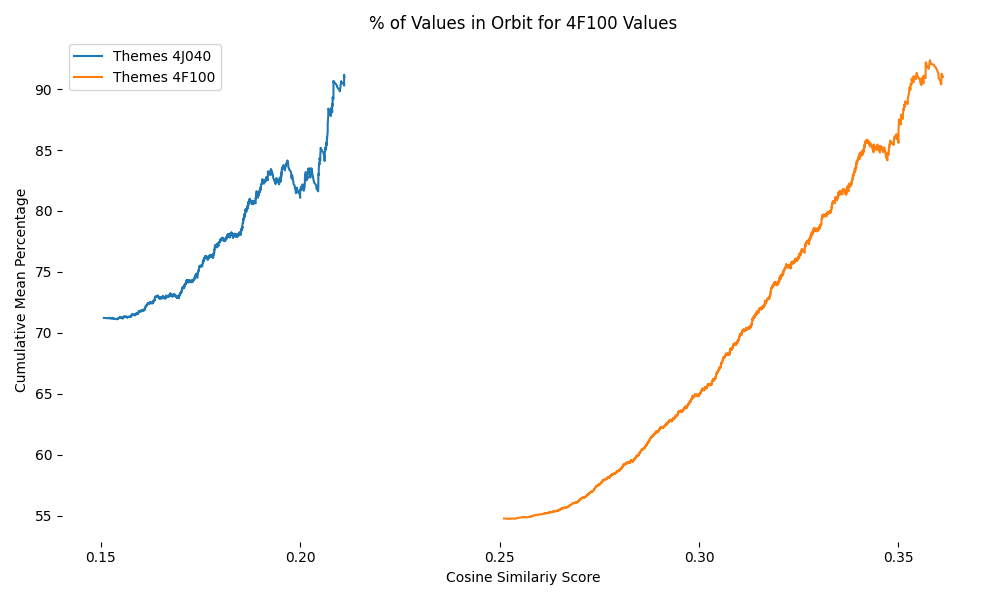 % of Values in Orbit for 4F100 Values
Themes 4J040
Themes 4F100
90
85
80
75
70
65
60
55
Cumulative Mean Percentage
0.15
0.20
0.25
0.30
0.35
Cosine Similariy Score